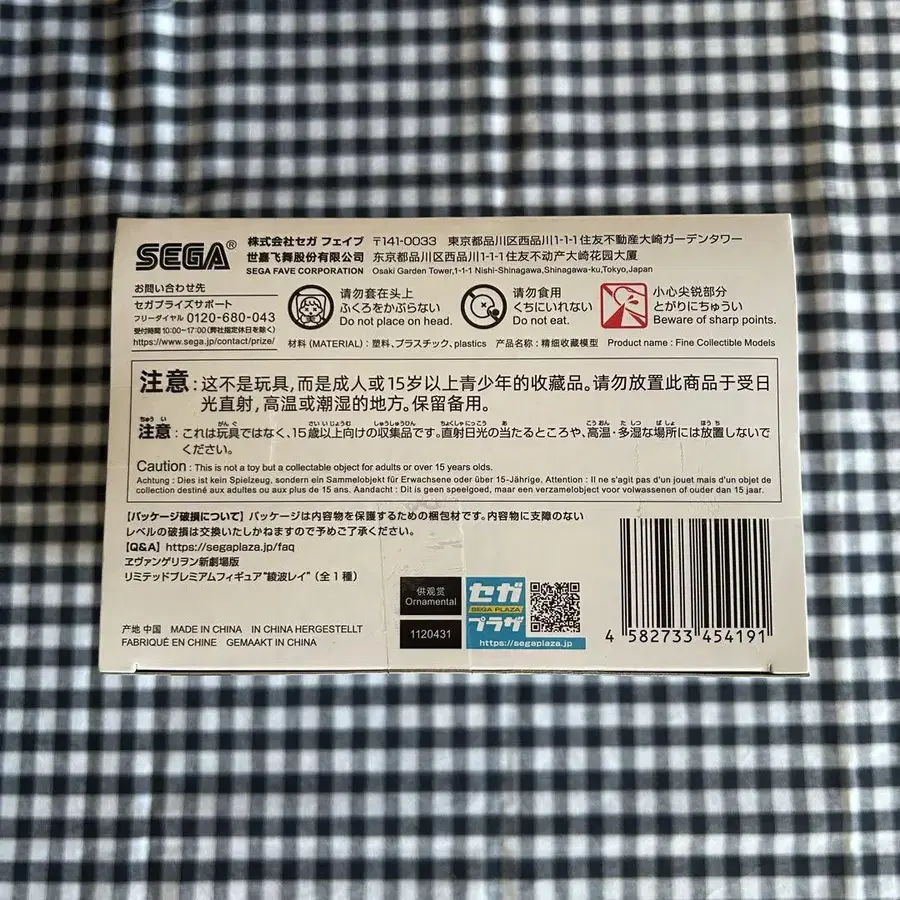 SEGA®
株式会社セガ フェイブ 〒141-0033 東京都品川区西品川1-1-1住友不動産大崎ガーデンタワー
世嘉飞舞股份有限公司 东京都品川区西品川1-1-1住友不动产大崎花园大厦
SEGA FAVE CORPORATION Osaki Garden Tower,1-1-1 Nishi-Shinagawa,Shinagawa-ku,Tokyo,Japan
お問い合わせ先
セガプライズサポート
フリーダイヤル 0120-680-043
受付時間 10:00~17:00(弊社指定休日を除く)
https://www.sega.jp/contact/prize/
请勿套在头上
ふくろをかぶらない
Do not place on head.
请勿食用
くちにいれない
Do not eat.
小心尖锐部分
とがりにちゅうい
Beware of sharp points.
材料 (MATERIAL) : 塑料、プラスチック、plastics 产品名称 : 精细收藏模型 Product name : Fine Collectible Models
注意 : 这不是玩具,而是成人或15岁以上青少年的收藏品。请勿放置此商品于受日
光直射,高温或潮湿的地方。保留备用。
注意 : これは玩具ではなく、15歳以上向けの収集品です。直射日光の当たるところや、高温・多湿な場所には放置しないで
ください。
Caution : This is not a toy but a collectable object for adults or over 15 years olds.
Achtung : Dies ist kein Spielzeug, sondern ein Sammelobjekt für Erwachsene oder über 15-Jährige. Attention : Il ne s'agit pas d'un jouet mais d'un objet de
collection destiné aux adultes ou aux plus de 15 ans. Aandacht : Dit is geen speelgoed, maar een verzamelobject voor volwassenen of ouder dan 15 jaar.
【パッケージ破損について】パッケージは内容物を保護するための梱包材です。内容物に支障のない
レベルの破損は交換いたしかねますので予めご了承ください。
【Q&A】https://segaplaza.jp/faq
ヱヴァンゲリヲン新劇場版
リミテッドプレミアムフィギュア"綾波レイ"(全1種)
产地 中国 MADE IN CHINA IN CHINA HERGESTELLT
FABRIQUÉ EN CHINE GEMAAKT IN CHINA
供观赏
Ornamental
1120431
セガ
SEGA PLAZA
プラザ
https://segaplaza.jp
4 582733 454191